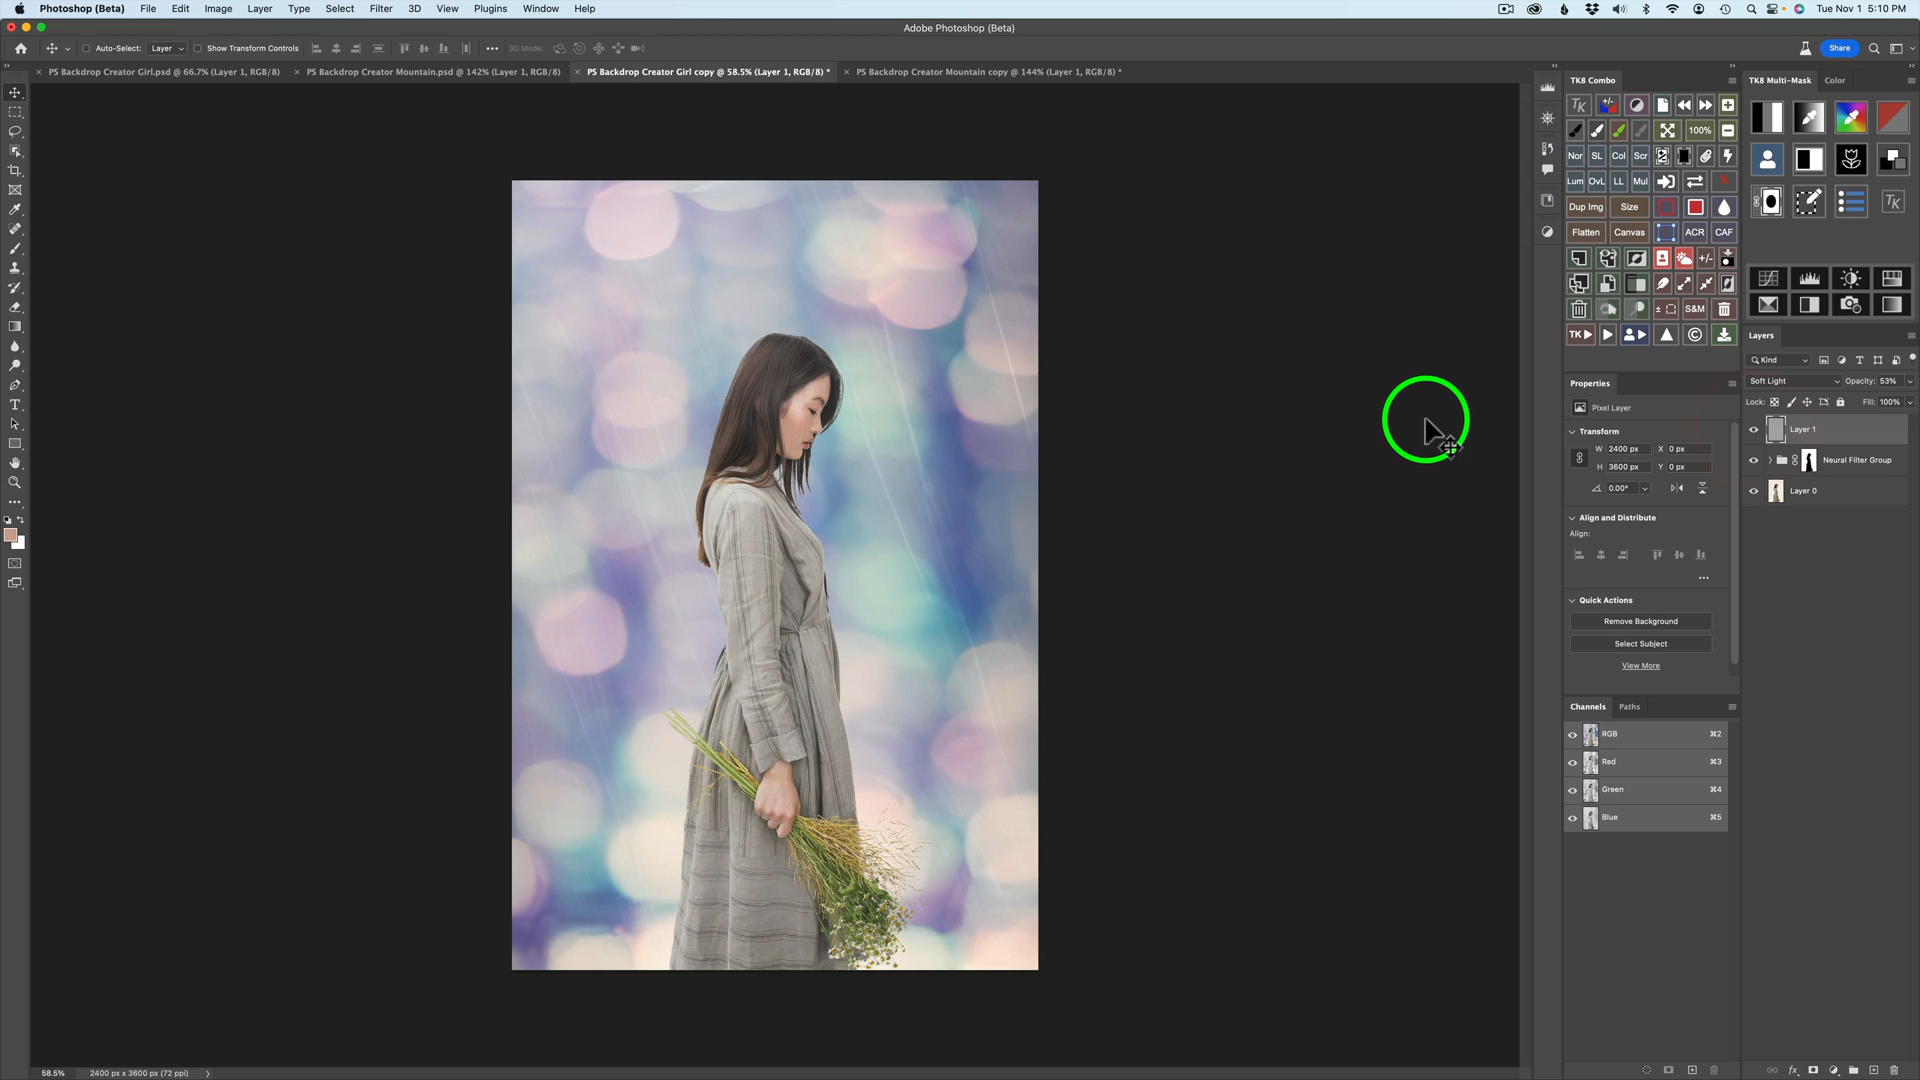 Photoshop (Beta) File Edit Image Layer Type Select Filter 3D View Plugins Window Help Tue Nov 1 5:10 PM
Adobe Photoshop (Beta)
Auto-Select: Layer Show Transform Controls 3D Mode: Share
PS Backdrop Creator Girl.psd @ 66.7% (Layer 1, RGB/8) PS Backdrop Creator Mountain.psd @ 142% (Layer 1, RGB/8) PS Backdrop Creator Girl copy @ 58.5% (Layer 1, RGB/8) * PS Backdrop Creator Mountain copy @ 144% (Layer 1, RGB/8) *
TK8 Combo
TK
100%
Nor SL Col Scr
Lum OvL LL Mul
Dup Img Size
Flatten Canvas ACR CAF
+/-
S&M
TK
Properties
Pixel Layer
Transform
W 2400 px X 0 px
H 3600 px Y 0 px
0.00°
Align and Distribute
Align:
Quick Actions
Remove Background
Select Subject
View More
Channels Paths
RGB ⌘2
Red ⌘3
Green ⌘4
Blue ⌘5
TK8 Multi-Mask Color
TK
Layers
Kind
Soft Light Opacity: 53%
Lock: Fill: 100%
Layer 1
Neural Filter Group
Layer 0
58.5% 2400 px x 3600 px (72 ppi)